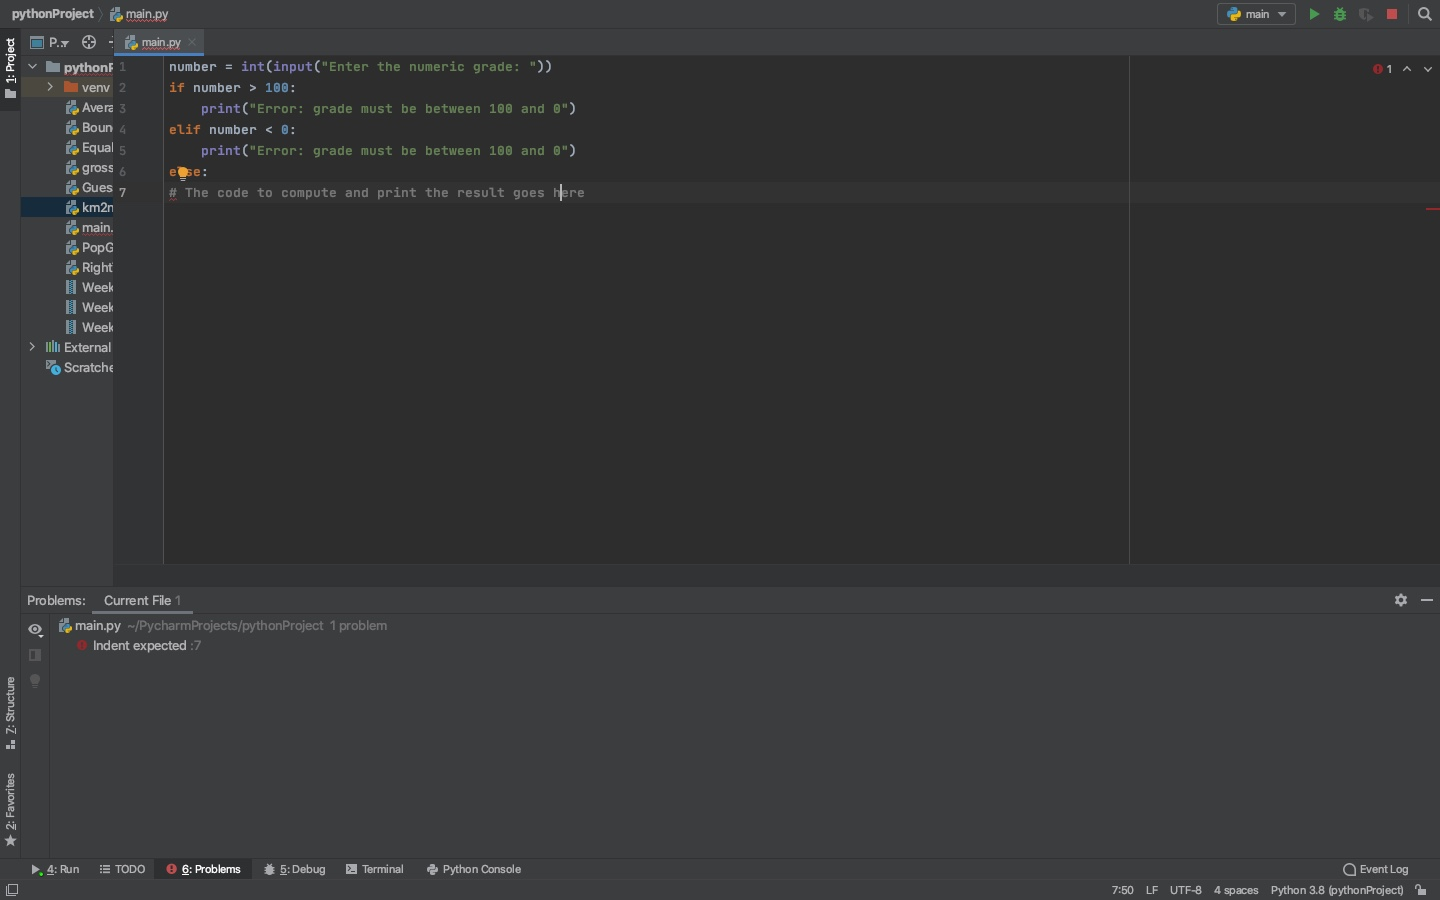 pythonProject
main.py
main
1: Project
P..
main.py
pythonP
venv
Avera
Boun
Equal
gross
Gues
km2m
main.
PopG
Right
Week
Week
Week
External
Scratche
1 number = int(input("Enter the numeric grade: "))
2 if number > 100:
3 print("Error: grade must be between 100 and 0")
4 elif number < 0:
5 print("Error: grade must be between 100 and 0")
6 else:
7 # The code to compute and print the result goes here
1
Problems: Current File 1
main.py ~/PycharmProjects/pythonProject 1 problem
Indent expected :7
Z: Structure
2: Favorites
4: Run TODO 6: Problems 5: Debug Terminal Python Console Event Log
7:50 LF UTF-8 4 spaces Python 3.8 (pythonProject)